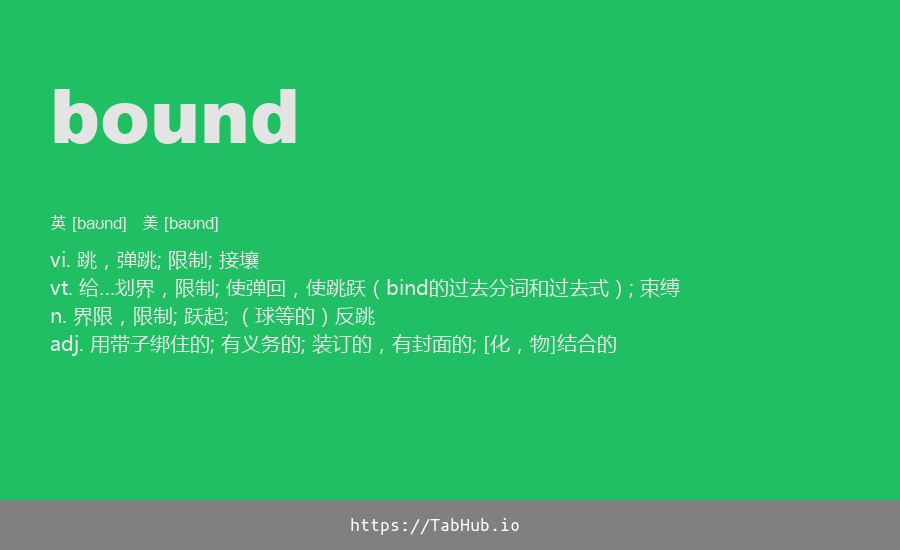 bound
英 [baʊnd] 美 [baʊnd]
vi. 跳，弹跳; 限制; 接壤
vt. 给…划界，限制; 使弹回，使跳跃（bind的过去分词和过去式）; 束缚
n. 界限，限制; 跃起; （球等的）反跳
adj. 用带子绑住的; 有义务的; 装订的，有封面的; [化，物]结合的
https://TabHub.io